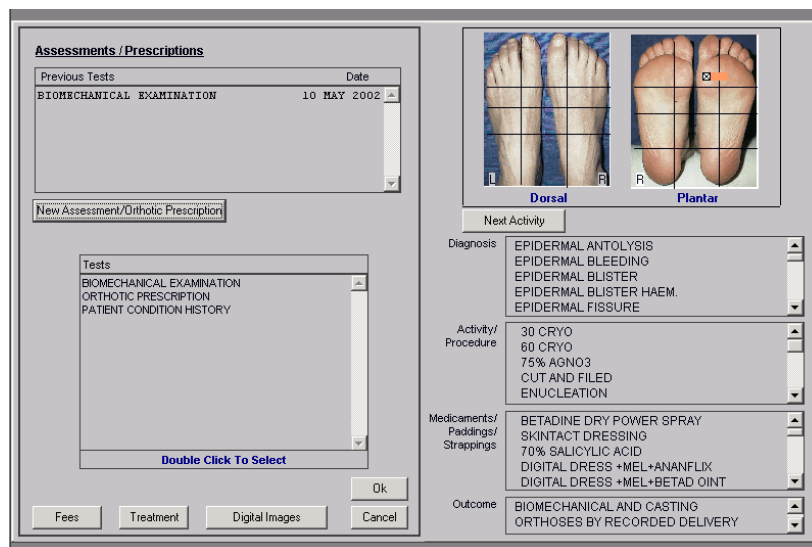 Assessments / Prescriptions
Previous Tests Date
BIOMECHANICAL EXAMINATION 10 MAY 2002
New Assessment/Orthotic Prescription
Tests
BIOMECHANICAL EXAMINATION
ORTHOTIC PRESCRIPTION
PATIENT CONDITION HISTORY
Double Click To Select
Ok
Fees Treatment Digital Images Cancel
L R R
Dorsal Plantar
Next Activity
Diagnosis
EPIDERMAL ANTOLYSIS
EPIDERMAL BLEEDING
EPIDERMAL BLISTER
EPIDERMAL BLISTER HAEM.
EPIDERMAL FISSURE
Activity/
Procedure
30 CRYO
60 CRYO
75% AGNO3
CUT AND FILED
ENUCLEATION
Medicaments/
Paddings/
Strappings
BETADINE DRY POWER SPRAY
SKINTACT DRESSING
70% SALICYLIC ACID
DIGITAL DRESS +MEL+ANANFLIX
DIGITAL DRESS +MEL+BETAD OINT
Outcome
BIOMECHANICAL AND CASTING
ORTHOSES BY RECORDED DELIVERY